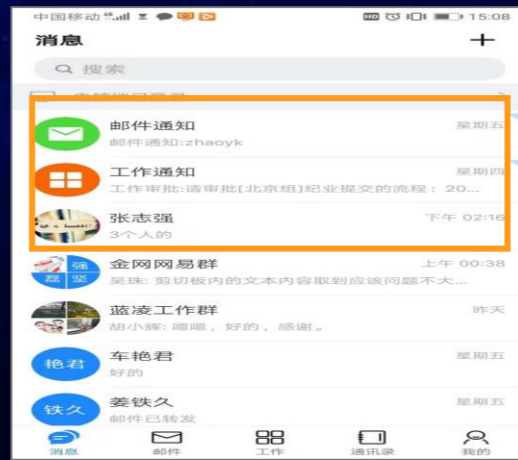 中国移动 15:08
消息
搜索
邮件通知 星期五
邮件通知:zhaoyk
工作通知 星期四
工作审批:请审批[北京组]纪业提交的流程：20...
张志强 下午 02:16
3个人的
金网网易群 上午 00:38
吴珠: 剪切板内的文本内容取到应该问题不大...
蓝凌工作群 昨天
胡小辉: 嗯嗯，好的，感谢。
艳君 车艳君 星期五
好的
铁久 姜铁久 星期五
邮件已转发
消息 邮件 工作 通讯录 我的